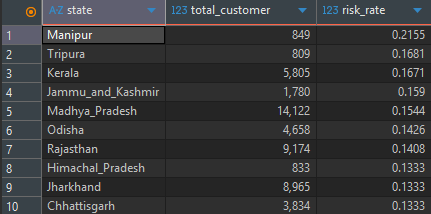 A-Z state 123 total_customer 123 risk_rate
1 Manipur 849 0.2155
2 Tripura 809 0.1681
3 Kerala 5,805 0.1671
4 Jammu_and_Kashmir 1,780 0.159
5 Madhya_Pradesh 14,122 0.1544
6 Odisha 4,658 0.1426
7 Rajasthan 9,174 0.1408
8 Himachal_Pradesh 833 0.1333
9 Jharkhand 8,965 0.1333
10 Chhattisgarh 3,834 0.1333